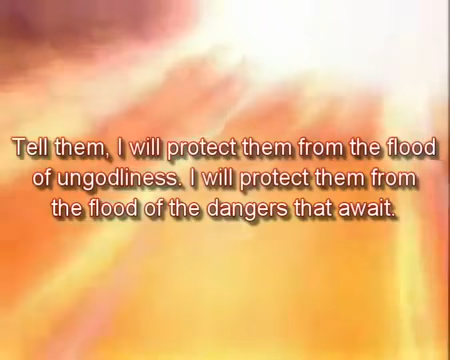 Tell them, I will protect them from the flood
of ungodliness. I will protect them from
the flood of the dangers that await.